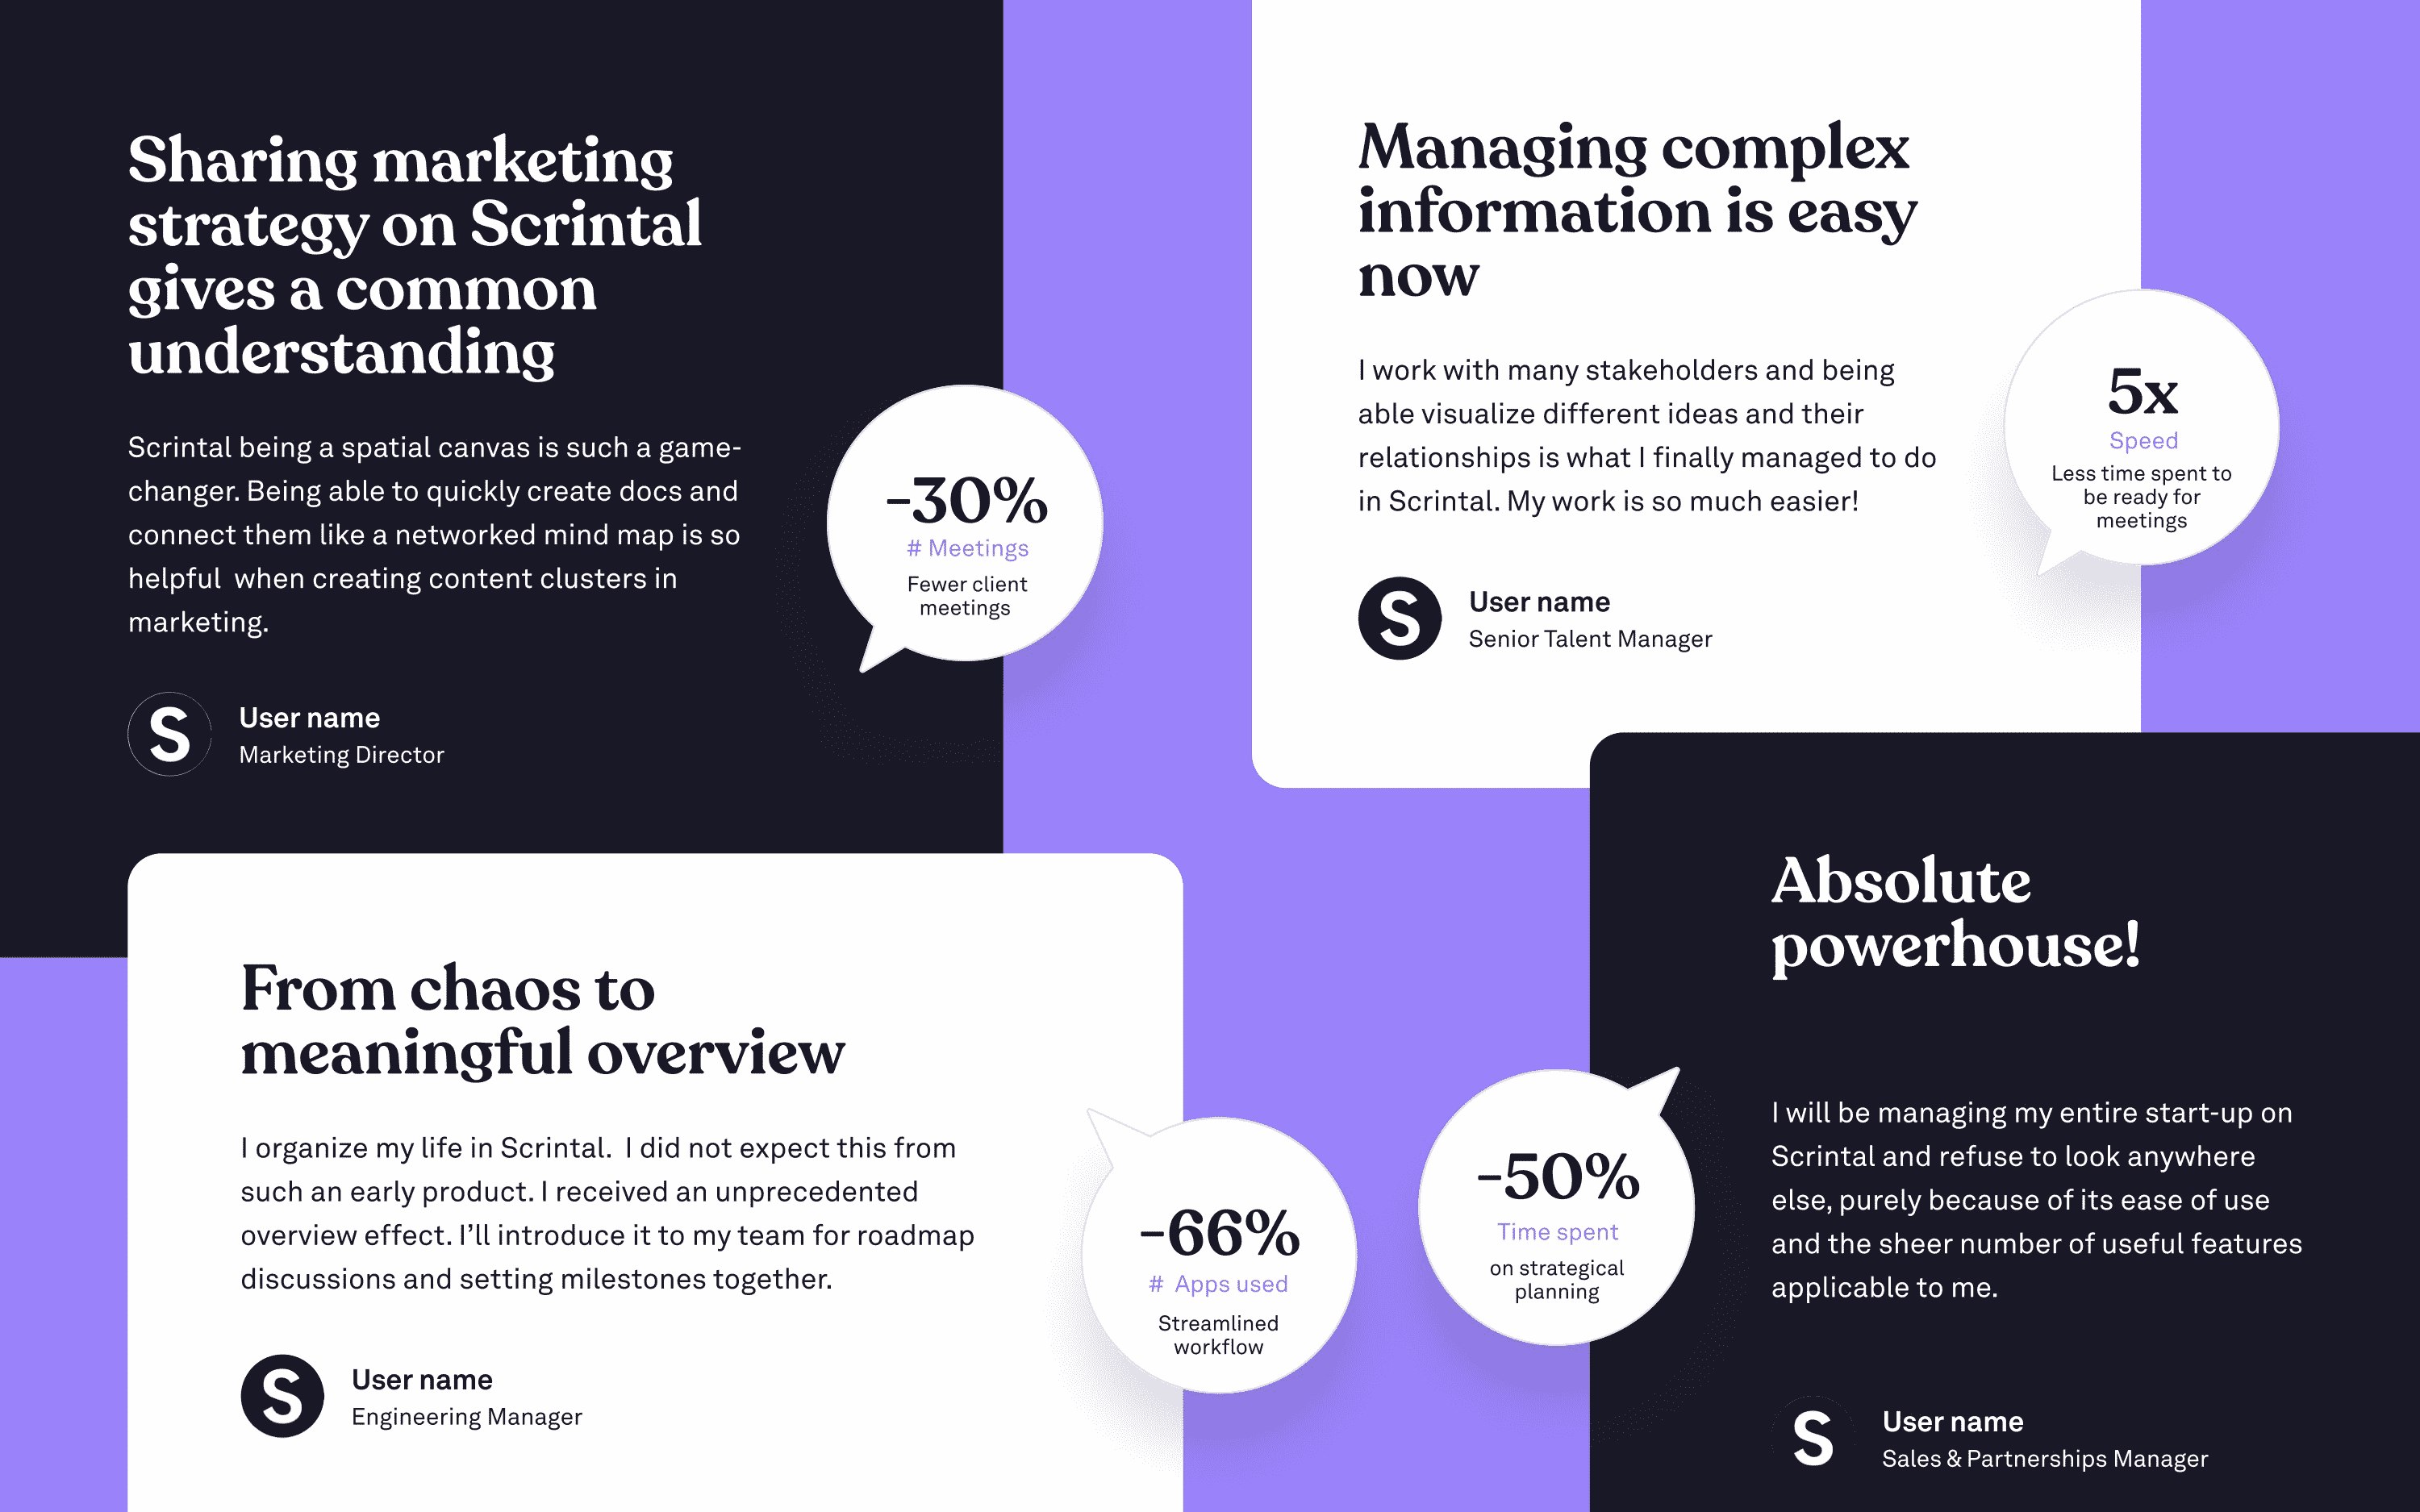 Sharing marketing
strategy on Scrintal
gives a common
understanding
Scrintal being a spatial canvas is such a game-
changer. Being able to quickly create docs and
connect them like a networked mind map is so
helpful  when creating content clusters in
marketing.
S
User name
Marketing Director
-30%
# Meetings
Fewer client
meetings
Managing complex
information is easy
now
I work with many stakeholders and being
able visualize different ideas and their
relationships is what I finally managed to do
in Scrintal. My work is so much easier!
S
User name
Senior Talent Manager
5x
Speed
Less time spent to
be ready for
meetings
From chaos to
meaningful overview
I organize my life in Scrintal.  I did not expect this from
such an early product. I received an unprecedented
overview effect. I’ll introduce it to my team for roadmap
discussions and setting milestones together.
S
User name
Engineering Manager
-66%
#  Apps used
Streamlined
workflow
Absolute
powerhouse!
I will be managing my entire start-up on
Scrintal and refuse to look anywhere
else, purely because of its ease of use
and the sheer number of useful features
applicable to me.
S
User name
Sales & Partnerships Manager
-50%
Time spent
on strategical
planning